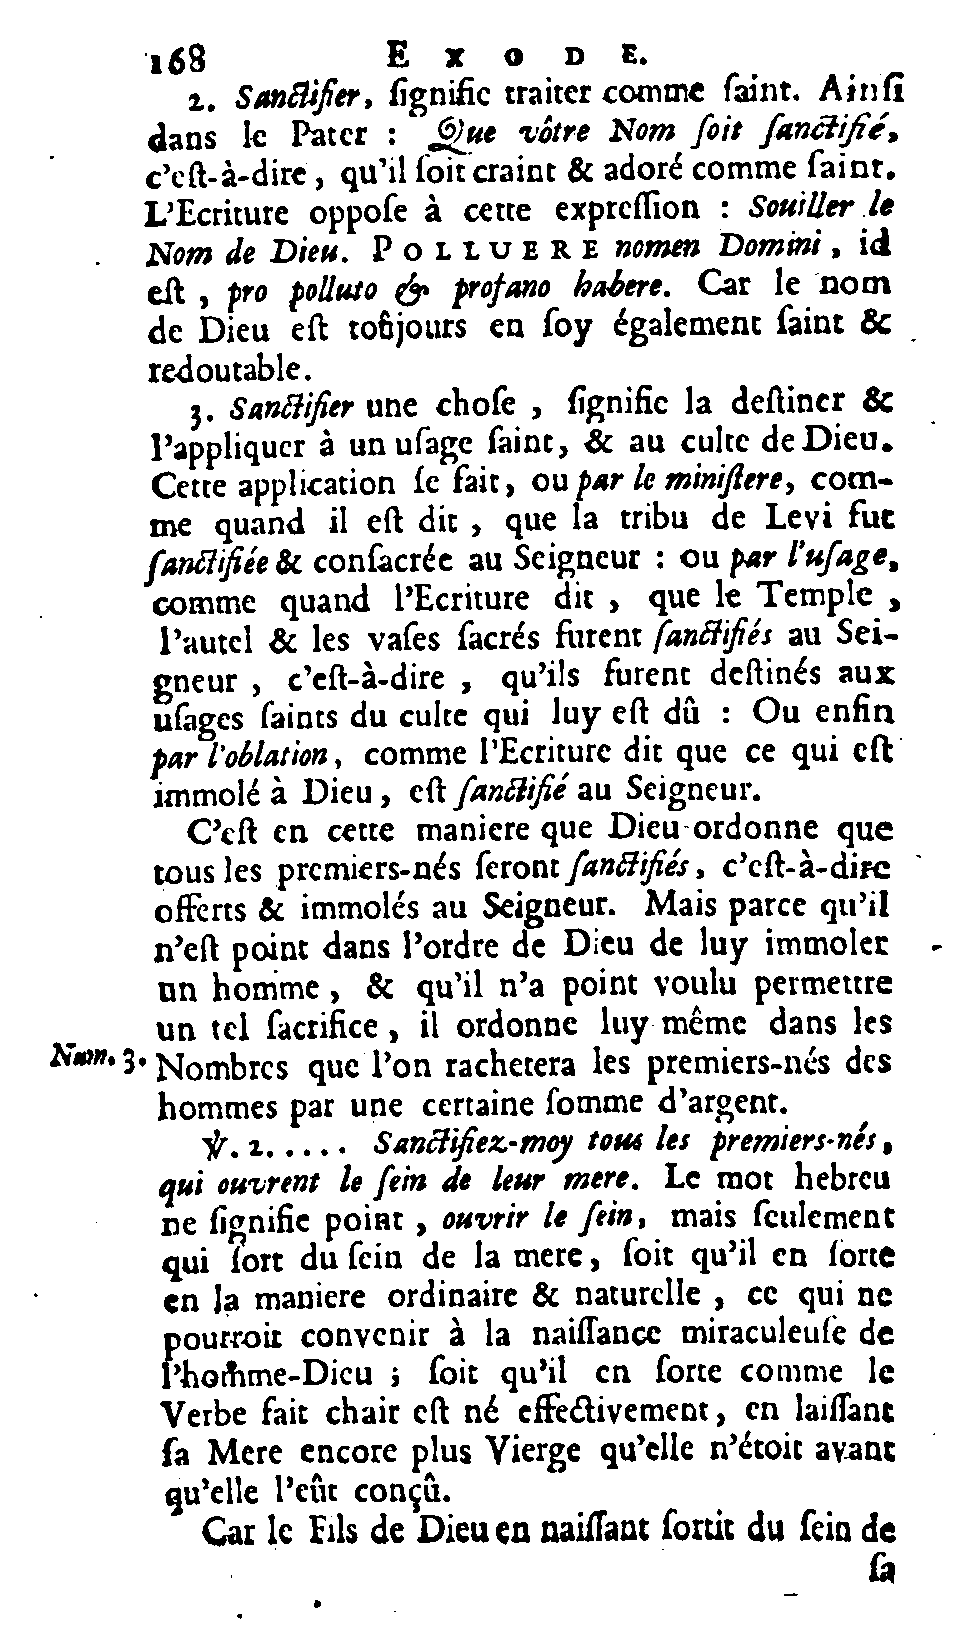 168 EXODE.
2. Sanctifier, ſignifie traiter comme ſaint. Ainſi
dans le Pater : Que vôtre Nom ſoit ſanctifié,
c'eſt-à-dire, qu'il ſoit craint & adoré comme ſaint.
L'Ecriture oppoſe à cette expreſſion : Souiller le
Nom de Dieu. POLLUERE nomen Domini, id
eſt, pro polluto & profano habere. Car le nom
de Dieu eſt toûjours en ſoy également ſaint &
redoutable.
3. Sanctifier une choſe, ſignifie la deſtiner &
l'appliquer à un uſage ſaint, & au culte de Dieu.
Cette application ſe fait, ou par le miniſtere, com-
me quand il eſt dit, que la tribu de Levi fut
ſanctifiée & conſacrée au Seigneur : ou par l'uſage,
comme quand l'Ecriture dit, que le Temple,
l'autel & les vaſes ſacrés furent ſanctifiés au Sei-
gneur, c'eſt-à-dire, qu'ils furent deſtinés aux
uſages ſaints du culte qui luy eſt dû : Ou enfin
par l'oblation, comme l'Ecriture dit que ce qui eſt
immolé à Dieu, eſt ſanctifié au Seigneur.
C'eſt en cette maniere que Dieu ordonne que
tous les premiers-nés ſeront ſanctifiés, c'eſt-à-dire
offerts & immolés au Seigneur. Mais parce qu'il
n'eſt point dans l'ordre de Dieu de luy immoler
un homme, & qu'il n'a point voulu permettre
un tel ſacrifice, il ordonne luy même dans les
Num. 3. Nombres que l'on rachetera les premiers-nés des
hommes par une certaine ſomme d'argent.
℣. 2..... Sanctifiez-moy tous les premiers-nés,
qui ouvrent le ſein de leur mere. Le mot hebreu
ne ſignifie point, ouvrir le ſein, mais ſeulement
qui ſort du ſein de la mere, ſoit qu'il en ſorte
en la maniere ordinaire & naturelle, ce qui ne
pourroit convenir à la naiſſance miraculeuſe de
l'homme-Dieu ; ſoit qu'il en ſorte comme le
Verbe fait chair eſt né effectivement, en laiſſant
ſa Mere encore plus Vierge qu'elle n'étoit avant
qu'elle l'eût conçû.
Car le Fils de Dieu en naiſſant ſortit du ſein de
ſa